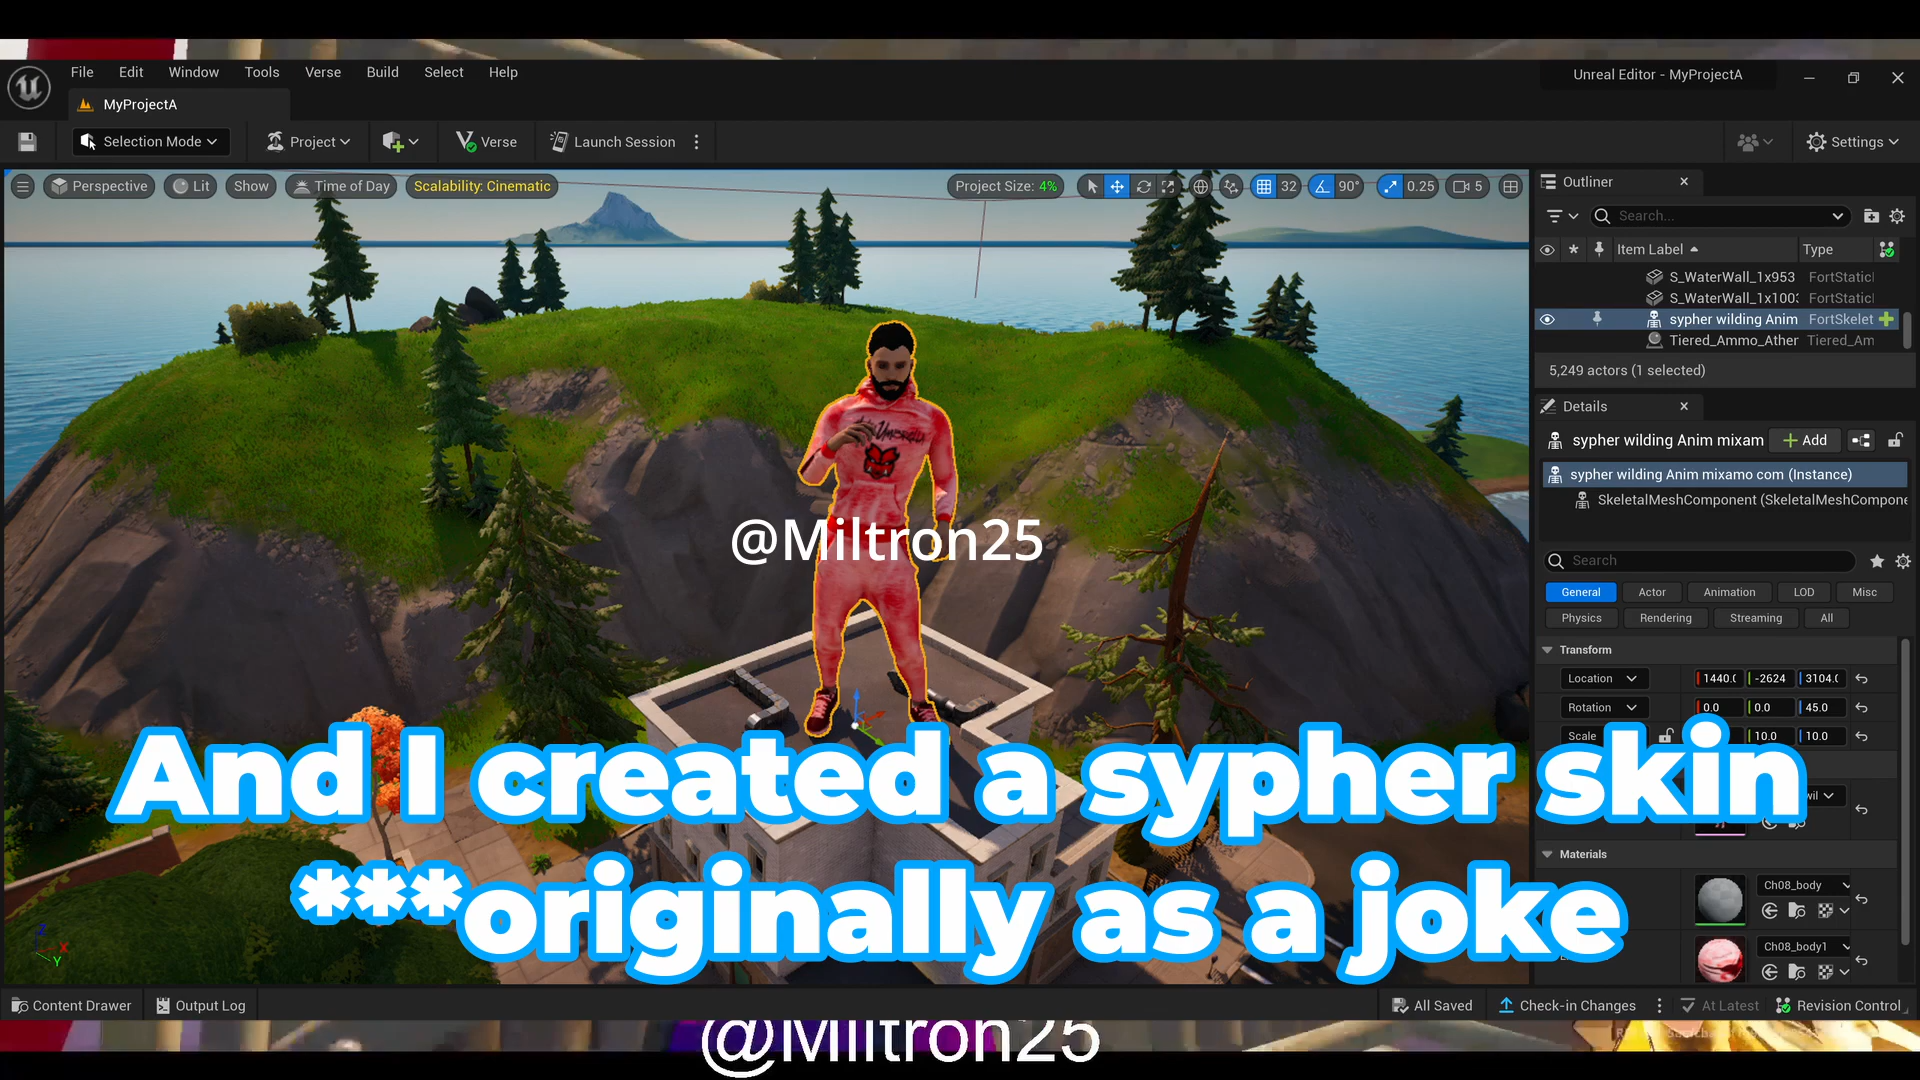 File Edit Window Tools Verse Build Select Help
Unreal Editor - MyProjectA
MyProjectA
Selection Mode Project Verse Launch Session Settings
Perspective Lit Show Time of Day Scalability: Cinematic Project Size: 4% 32 90° 0.25 5
Outliner
Search...
Item Label Type
S_WaterWall_1x953 FortStatic
S_WaterWall_1x100 FortStatic
sypher wilding Anim FortSkelet
Tiered_Ammo_Ather Tiered_Am
5,249 actors (1 selected)
Details
sypher wilding Anim mixam Add
sypher wilding Anim mixamo com (Instance)
SkeletalMeshComponent (SkeletalMeshCompone
Search
General Actor Animation LOD Misc
Physics Rendering Streaming All
Transform
Location 1440. -2624 3104.
Rotation 0.0 0.0 45.0
Scale 10.0 10.0
@Miltron25
And I created a sypher skin
***originally as a joke
Materials
Ch08_body
Ch08_body1
Z X Y
Content Drawer Output Log All Saved Check-in Changes At Latest Revision Control
@Miltron25